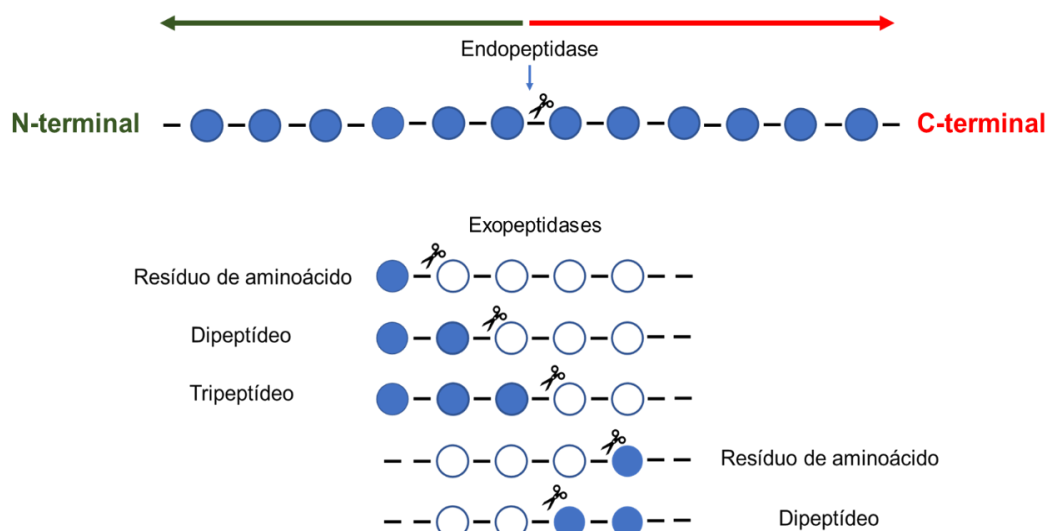 Endopeptidase
N-terminal
C-terminal
Exopeptidases
Resíduo de aminoácido
Dipeptídeo
Tripeptídeo
Resíduo de aminoácido
Dipeptídeo